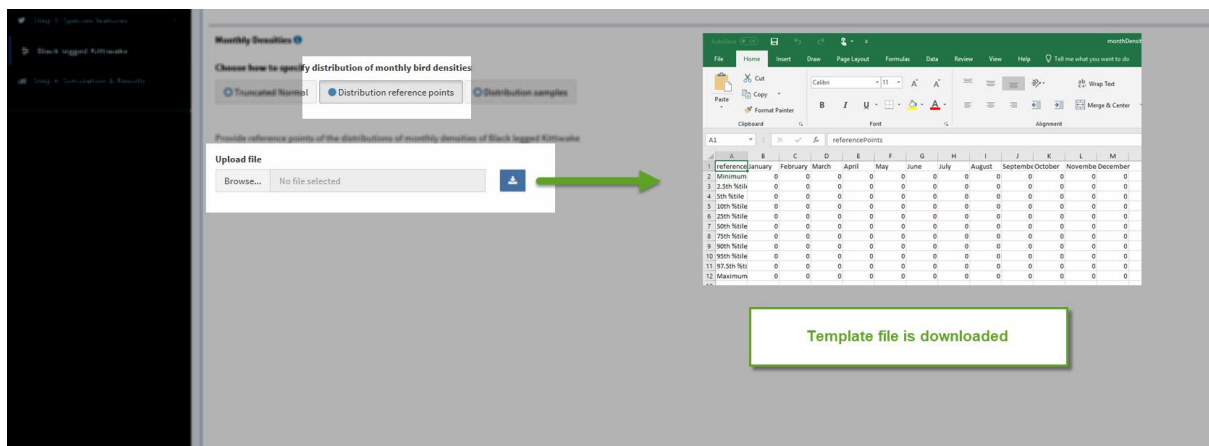 Step 3: Species features
Black legged Kittiwake
Step 4: Simulation & Results
Monthly Densities
Choose how to specify distribution of monthly bird densities
Truncated Normal
Distribution reference points
Distribution samples
Provide reference points of the distributions of monthly densities of Black legged Kittiwake
Upload file
Browse... No file selected
AutoSave
monthDensit
File Home Insert Draw Page Layout Formulas Data Review View Help Tell me what you want to do
Paste
Cut
Copy
Format Painter
Calibri 11 A A
B I U A
Wrap Text
Merge & Center
Clipboard Font Alignment
A1 fx referencePoints
A B C D E F G H I J K L M
1 reference January February March April May June July August Septembe October Novembe December
2 Minimum 0 0 0 0 0 0 0 0 0 0 0 0
3 2.5th %tile 0 0 0 0 0 0 0 0 0 0 0 0
4 5th %tile 0 0 0 0 0 0 0 0 0 0 0 0
5 10th %tile 0 0 0 0 0 0 0 0 0 0 0 0
6 25th %tile 0 0 0 0 0 0 0 0 0 0 0 0
7 50th %tile 0 0 0 0 0 0 0 0 0 0 0 0
8 75th %tile 0 0 0 0 0 0 0 0 0 0 0 0
9 90th %tile 0 0 0 0 0 0 0 0 0 0 0 0
10 95th %tile 0 0 0 0 0 0 0 0 0 0 0 0
11 97.5th %ti 0 0 0 0 0 0 0 0 0 0 0 0
12 Maximum 0 0 0 0 0 0 0 0 0 0 0 0
Template file is downloaded